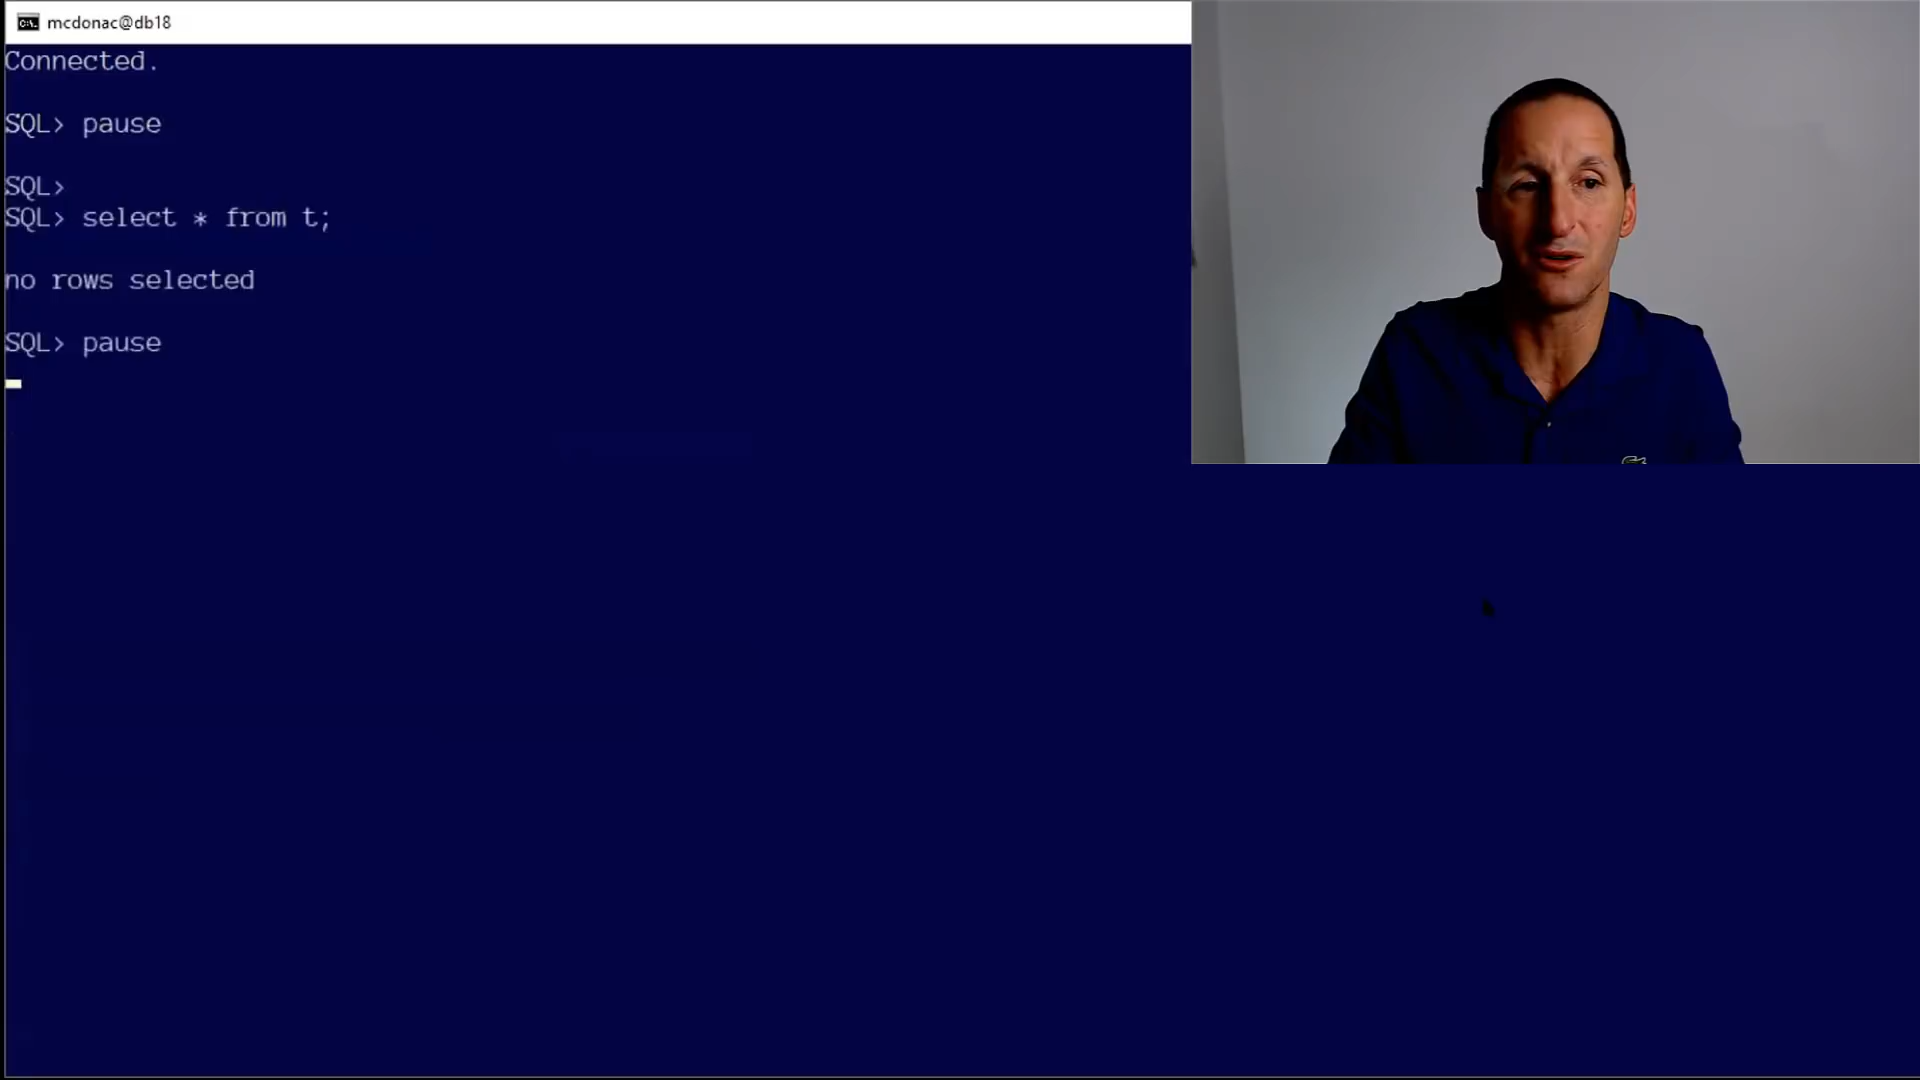 mcdonac@db18
Connected.
SQL> pause
SQL>
SQL> select * from t;
no rows selected
SQL> pause